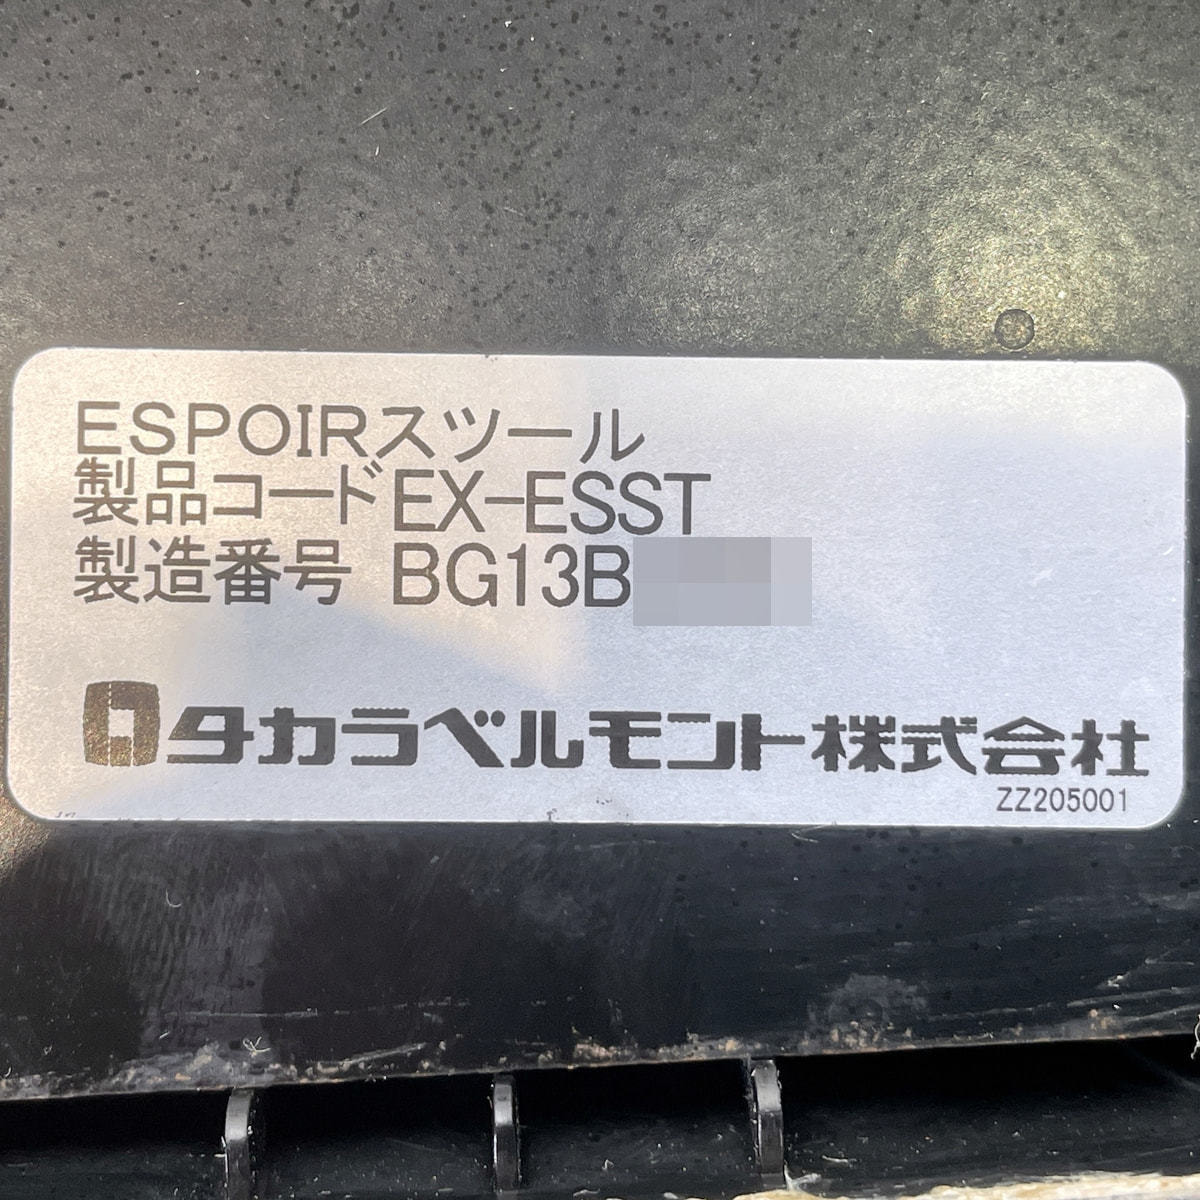 ESPOIRスツール
製品コードEX-ESST
製造番号 BG13B
タカラベルモント株式会社
ZZ205001